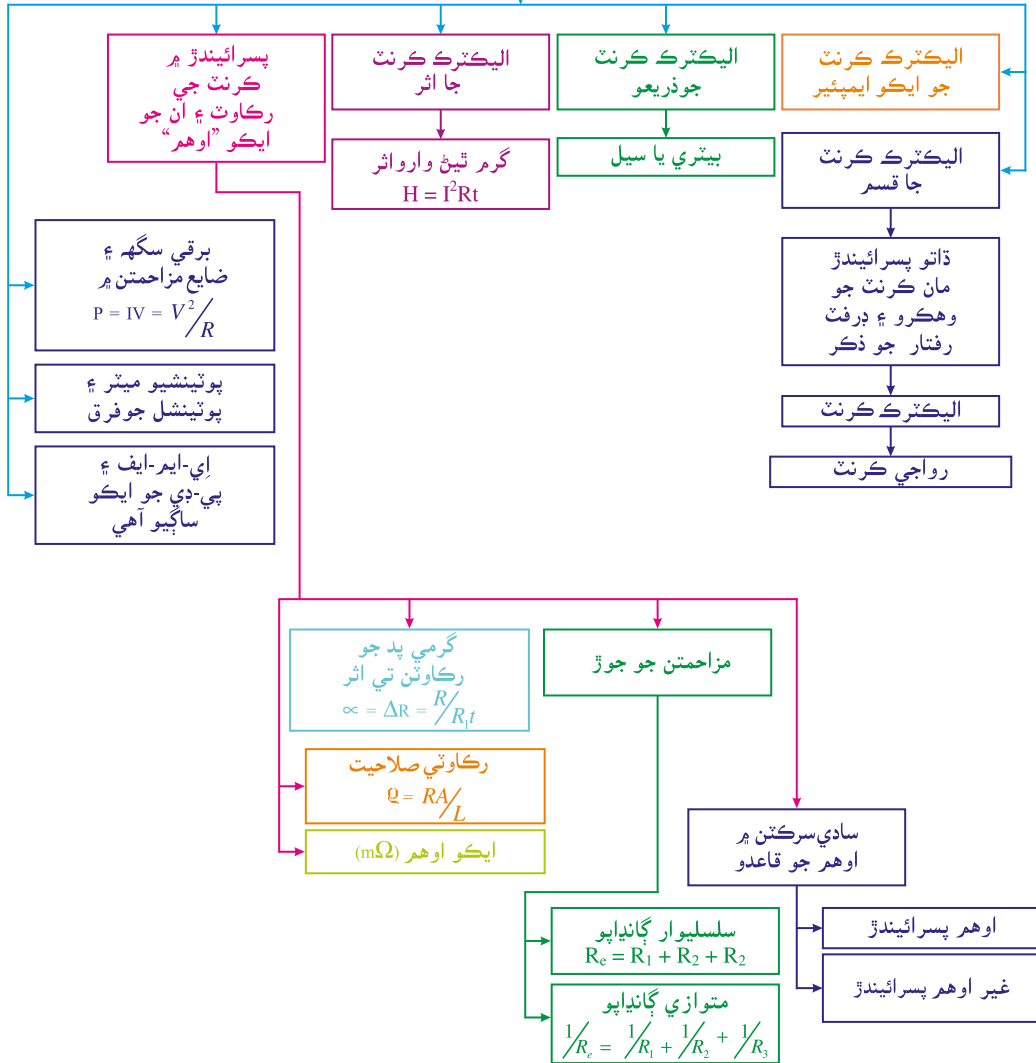 اليڪٽرڪ ڪرنٽ
جو ايڪو ايمپئير
اليڪٽرڪ ڪرنٽ
جوذريعو
اليڪٽرڪ ڪرنٽ
جا اثر
پسرائيندڙ ۾
ڪرنٽ جي
رڪاوٽ ۽ ان جو
ايڪو ”اوهم“
بيٽري يا سيل
گرم ٿيڻ وارواثر
H = I²Rt
اليڪٽرڪ ڪرنٽ
جا قسم
ڌاتو پسرائيندڙ
مان ڪرنٽ جو
وهڪرو ۽ ڊرفٽ
رفتار جو ذڪر
اليڪٽرڪ ڪرنٽ
رواجي ڪرنٽ
برقي سگهہ ۽
ضايع مزاحمتن ۾
P = IV = V²/R
پوٽينشيو ميٽر ۽
پوٽينشل جوفرق
اِي-ايم-ايف ۽
پي-ڊي جو ايڪو
ساڳيو آهي
گرمي پد جو
رڪاوٽن تي اثر
∝ = ΔR = R/R₁t
مزاحمتن جو جوڙ
رڪاوٽي صلاحيت
ϱ = RA/L
ايڪو اوهم (mΩ)
سادي سرڪٽن ۾
اوهم جو قاعدو
اوهم پسرائيندڙ
غير اوهم پسرائيندڙ
سلسليوار ڳانڍاپو
Rₑ = R₁ + R₂ + R₂
متوازي ڳانڍاپو
1/Rₑ = 1/R₁ + 1/R₂ + 1/R₃